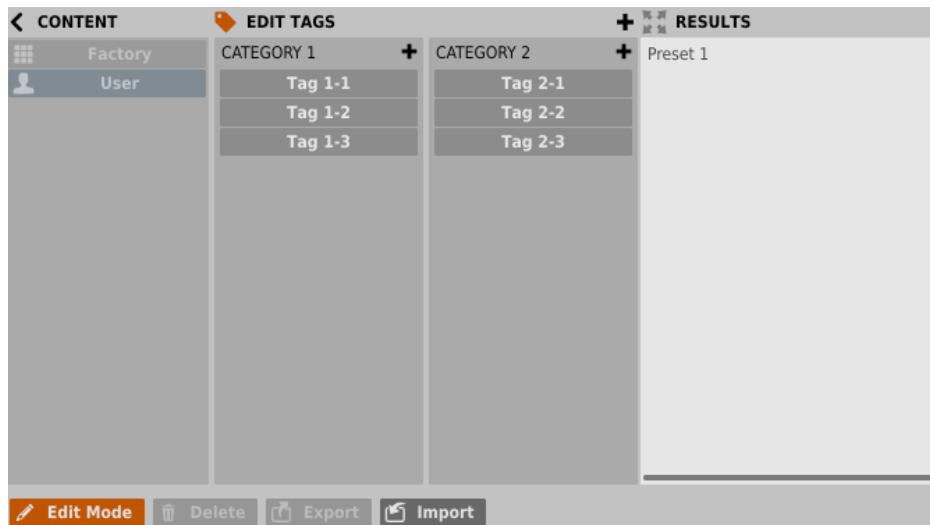 CONTENT
EDIT TAGS
RESULTS
Factory
User
CATEGORY 1
Tag 1-1
Tag 1-2
Tag 1-3
CATEGORY 2
Tag 2-1
Tag 2-2
Tag 2-3
Preset 1
Edit Mode
Delete
Export
Import